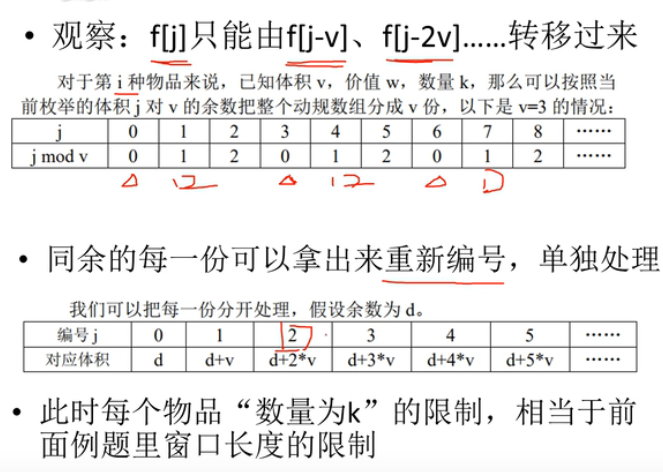 • 观察：f[j]只能由f[j-v]、f[j-2v]……转移过来
对于第 i 种物品来说，已知体积 v，价值 w，数量 k，那么可以按照当
前枚举的体积 j 对 v 的余数把整个动规数组分成 v 份，以下是 v=3 的情况：
j 0 1 2 3 4 5 6 7 8 ……
j mod v 0 1 2 0 1 2 0 1 2 ……
• 同余的每一份可以拿出来重新编号，单独处理
我们可以把每一份分开处理，假设余数为 d。
编号 j 0 1 2 3 4 5 ……
对应体积 d d+v d+2*v d+3*v d+4*v d+5*v ……
• 此时每个物品“数量为k”的限制，相当于前
面例题里窗口长度的限制